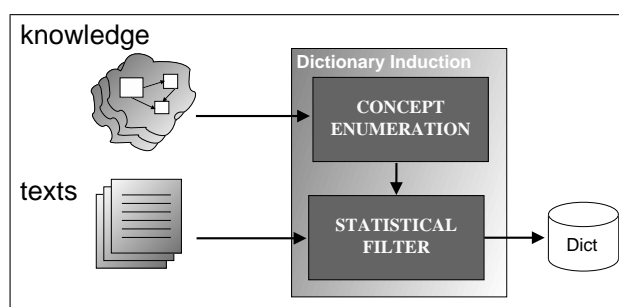 knowledge
Dictionary Induction
CONCEPT
ENUMERATION
texts
STATISTICAL
FILTER
Dict